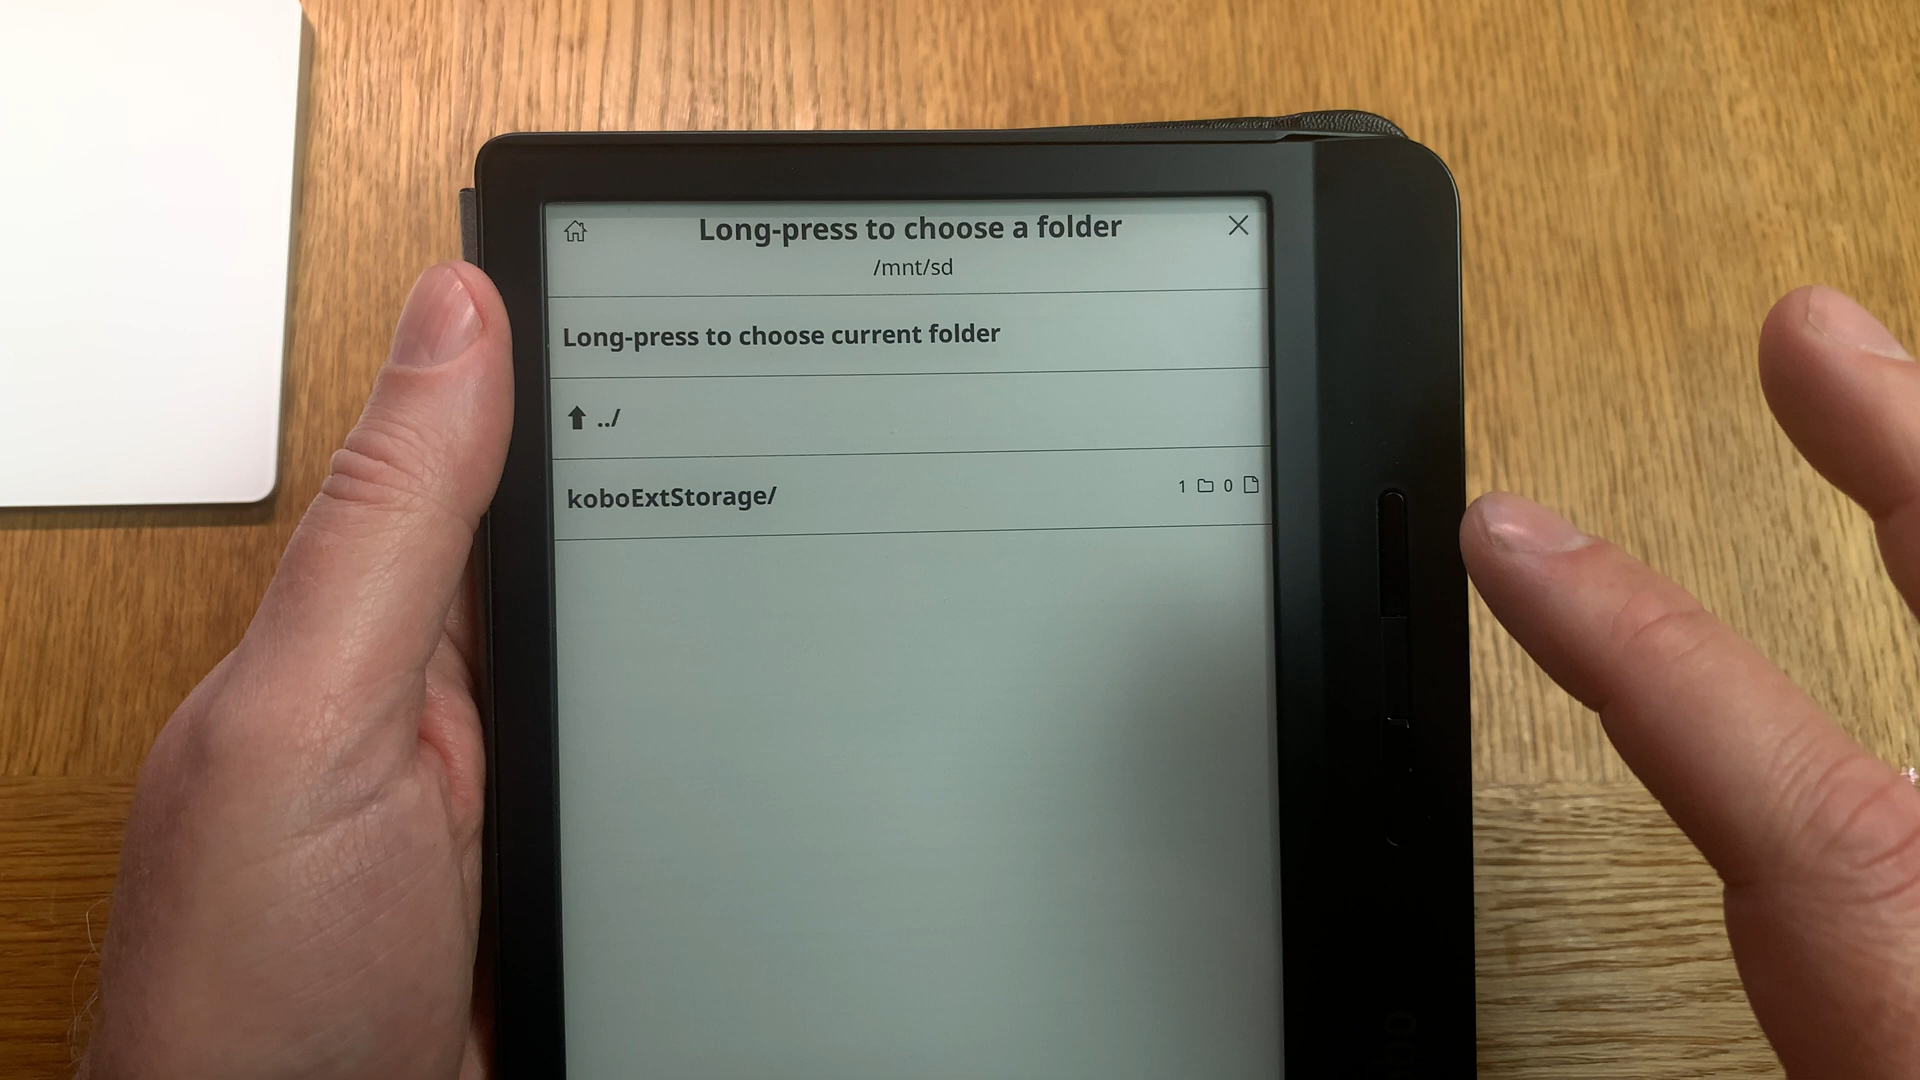 Long-press to choose a folder
/mnt/sd
Long-press to choose current folder
../
koboExtStorage/ 1 0